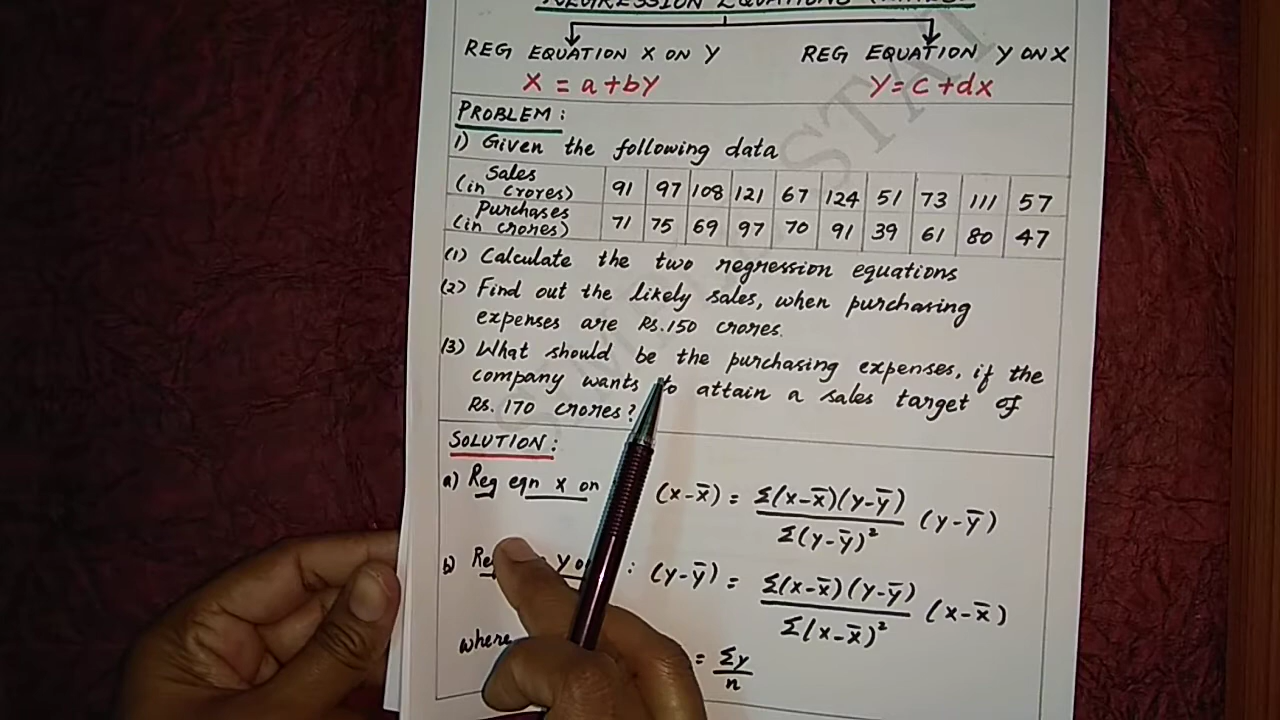 REGRESSION EQUATIONS
REG EQUATION X ON Y
REG EQUATION Y ON X
X = a+by
Y = c+dx
PROBLEM:
1) Given the following data
Sales (in crores) 91 97 108 121 67 124 51 73 111 57
Purchases (in crores) 71 75 69 97 70 91 39 61 80 47
(1) Calculate the two regression equations
(2) Find out the likely sales, when purchasing
expenses are Rs.150 crores.
(3) What should be the purchasing expenses, if the
company wants to attain a sales target of
Rs. 170 crores?
SOLUTION:
a) Reg eqn x on (x-x̄) = Σ(x-x̄)(y-ȳ) / Σ(y-ȳ)² (y-ȳ)
b) y : (y-ȳ) = Σ(x-x̄)(y-ȳ) / Σ(x-x̄)² (x-x̄)
where = Σy / n